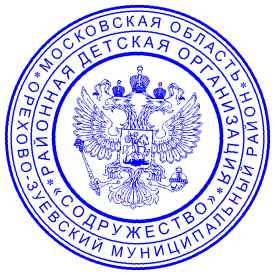 *МОСКОВСКАЯ ОБЛАСТЬ*
ОРЕХОВО-ЗУЕВСКИЙ МУНИЦИПАЛЬНЫЙ РАЙОН
*РАЙОННАЯ ДЕТСКАЯ ОРГАНИЗАЦИЯ*
«СОДРУЖЕСТВО»